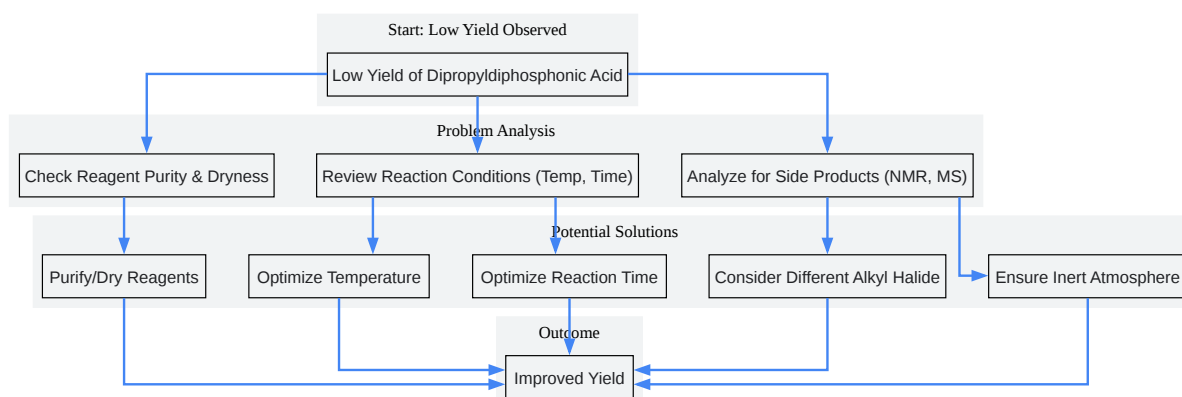 Start: Low Yield Observed
Low Yield of Dipropyldiphosphonic Acid
Problem Analysis
Check Reagent Purity & Dryness
Review Reaction Conditions (Temp, Time)
Analyze for Side Products (NMR, MS)
Potential Solutions
Purify/Dry Reagents
Optimize Temperature
Optimize Reaction Time
Consider Different Alkyl Halide
Ensure Inert Atmosphere
Outcome
Improved Yield